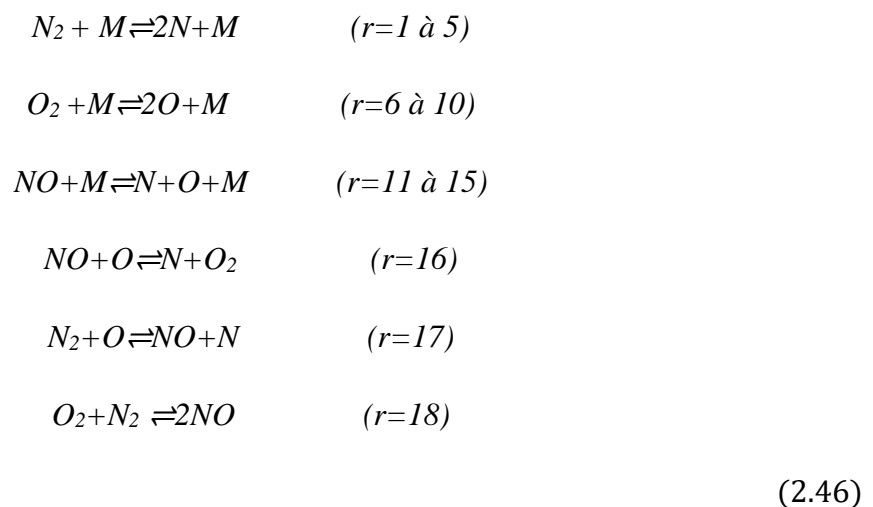 N₂ + M⇌2N+M (r=1 à 5)
O₂ +M⇌2O+M (r=6 à 10)
NO+M⇌N+O+M (r=11 à 15)
NO+O⇌N+O₂ (r=16)
N₂+O⇌NO+N (r=17)
O₂+N₂ ⇌2NO (r=18)
(2.46)